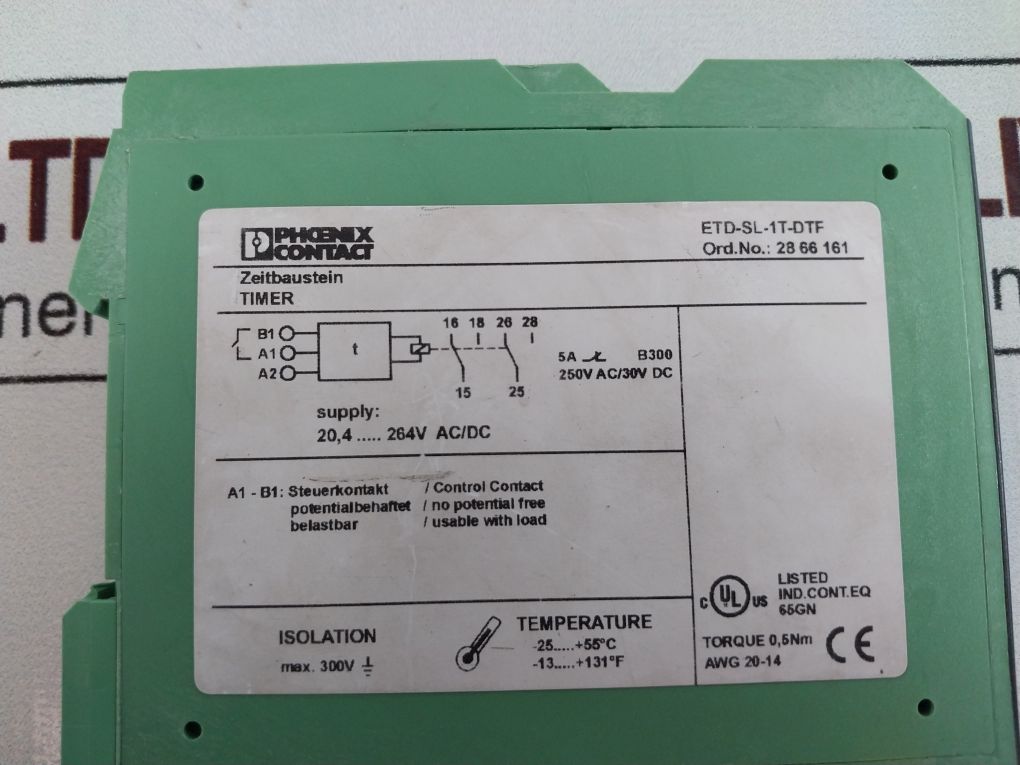 PHŒNIX
CONTACT
ETD-SL-1T-DTF
Ord.No.: 28 66 161
Zeitbaustein
TIMER
B1
A1
A2
t
16 18 26 28
15 25
5A B300
250V AC/30V DC
supply:
20,4 ..... 264V AC/DC
A1 - B1: Steuerkontakt / Control Contact
potentialbehaftet / no potential free
belastbar / usable with load
ISOLATION
max. 300V
TEMPERATURE
-25.....+55°C
-13.....+131°F
C UL US
LISTED
IND.CONT.EQ
65GN
TORQUE 0,5Nm
AWG 20-14
CE